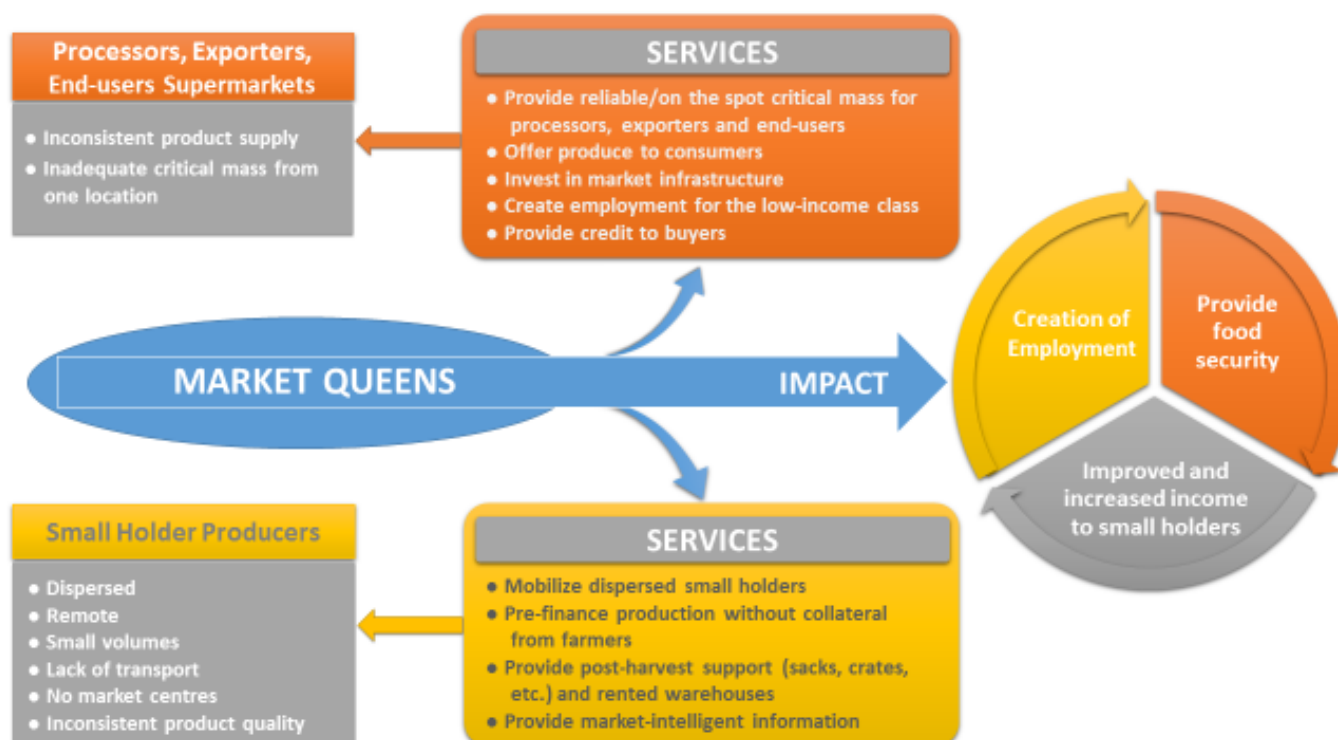 Processors, Exporters,
End-users Supermarkets
● Inconsistent product supply
● Inadequate critical mass from
one location
SERVICES
● Provide reliable/on the spot critical mass for
processors, exporters and end-users
● Offer produce to consumers
● Invest in market infrastructure
● Create employment for the low-income class
● Provide credit to buyers
MARKET QUEENS
IMPACT
Creation of
Employment
Provide
food
security
Improved and
increased income
to small holders
Small Holder Producers
● Dispersed
● Remote
● Small volumes
● Lack of transport
● No market centres
● Inconsistent product quality
SERVICES
● Mobilize dispersed small holders
● Pre-finance production without collateral
from farmers
● Provide post-harvest support (sacks, crates,
etc.) and rented warehouses
● Provide market-intelligent information